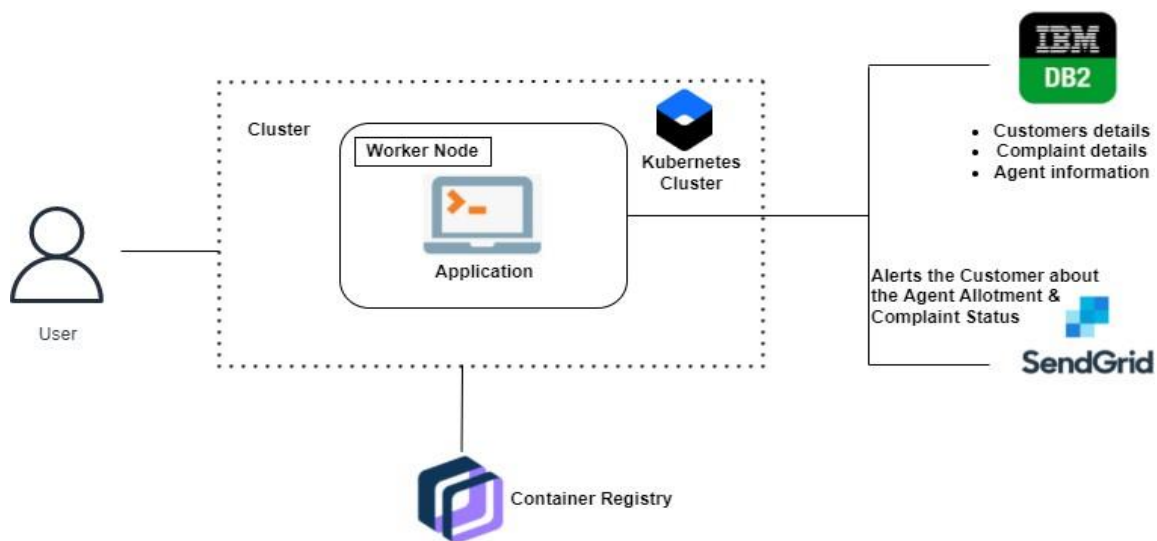 IBM
DB2
Cluster
Worker Node
Kubernetes
Cluster
• Customers details
• Complaint details
• Agent information
Application
User
Alerts the Customer about
the Agent Allotment &
Complaint Status
SendGrid
Container Registry